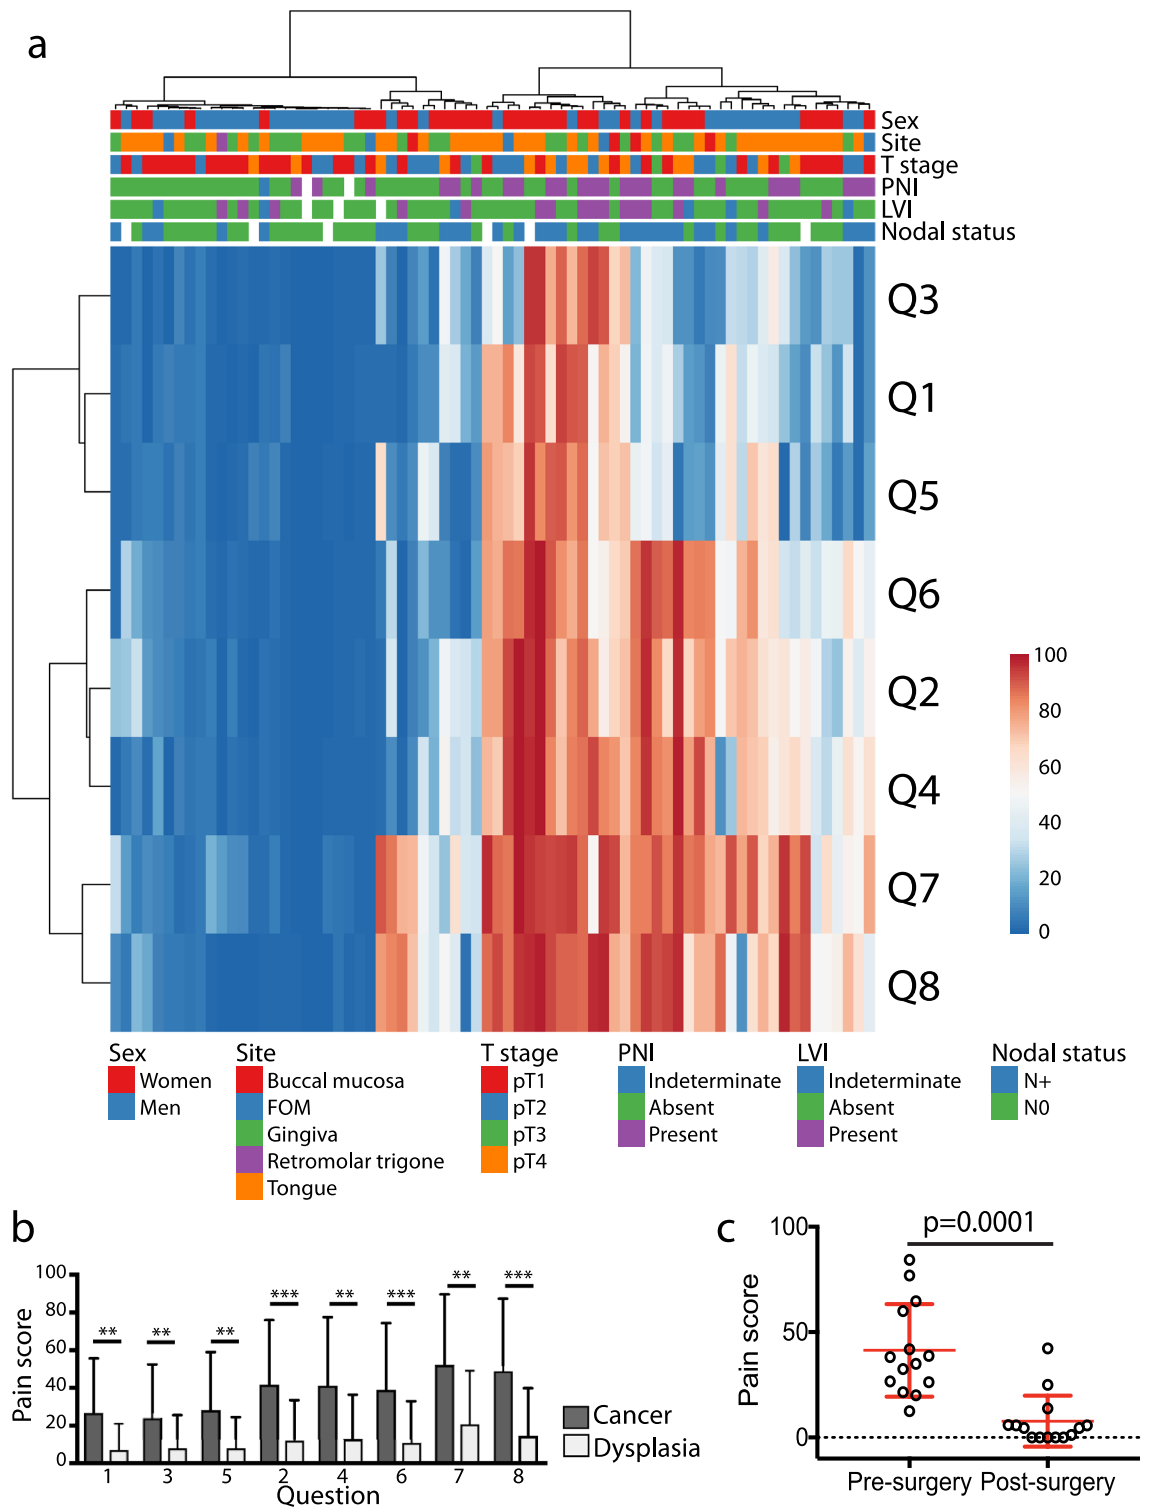 a
Sex
Site
T stage
PNI
LVI
Nodal status
Q3
Q1
Q5
Q6
Q2
Q4
Q7
Q8
100
80
60
40
20
0
Sex Site T stage PNI LVI Nodal status
Women Buccal mucosa pT1 Indeterminate Indeterminate N+
Men FOM pT2 Absent Absent N0
Gingiva pT3 Present Present
Retromolar trigone pT4
Tongue
b
Pain score
100
80
60
40
20
0
** ** ** *** ** *** ** ***
1 3 5 2 4 6 7 8
Question
Cancer
Dysplasia
c
p=0.0001
Pain score
100
50
0
Pre-surgery Post-surgery